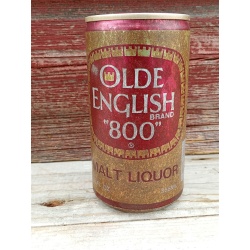 OLDE
ENGLISH
BRAND
"800"
®
MALT LIQUOR